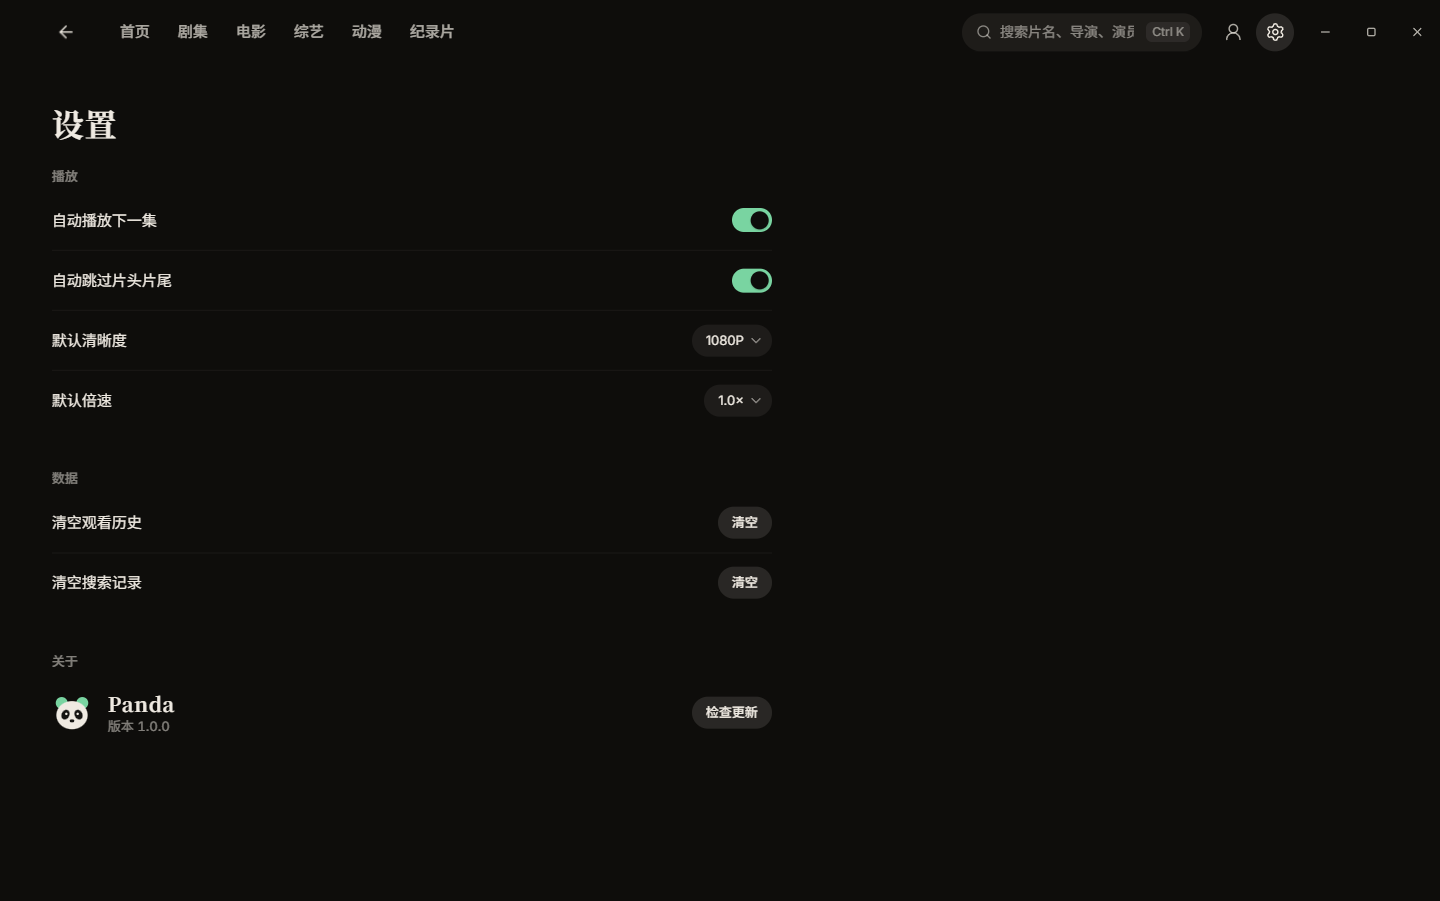 首页 剧集 电影 综艺 动漫 纪录片 搜索片名、导演、演 Ctrl K
设置
播放
自动播放下一集
自动跳过片头片尾
默认清晰度 1080P
默认倍速 1.0×
数据
清空观看历史 清空
清空搜索记录 清空
关于
Panda
版本 1.0.0 检查更新